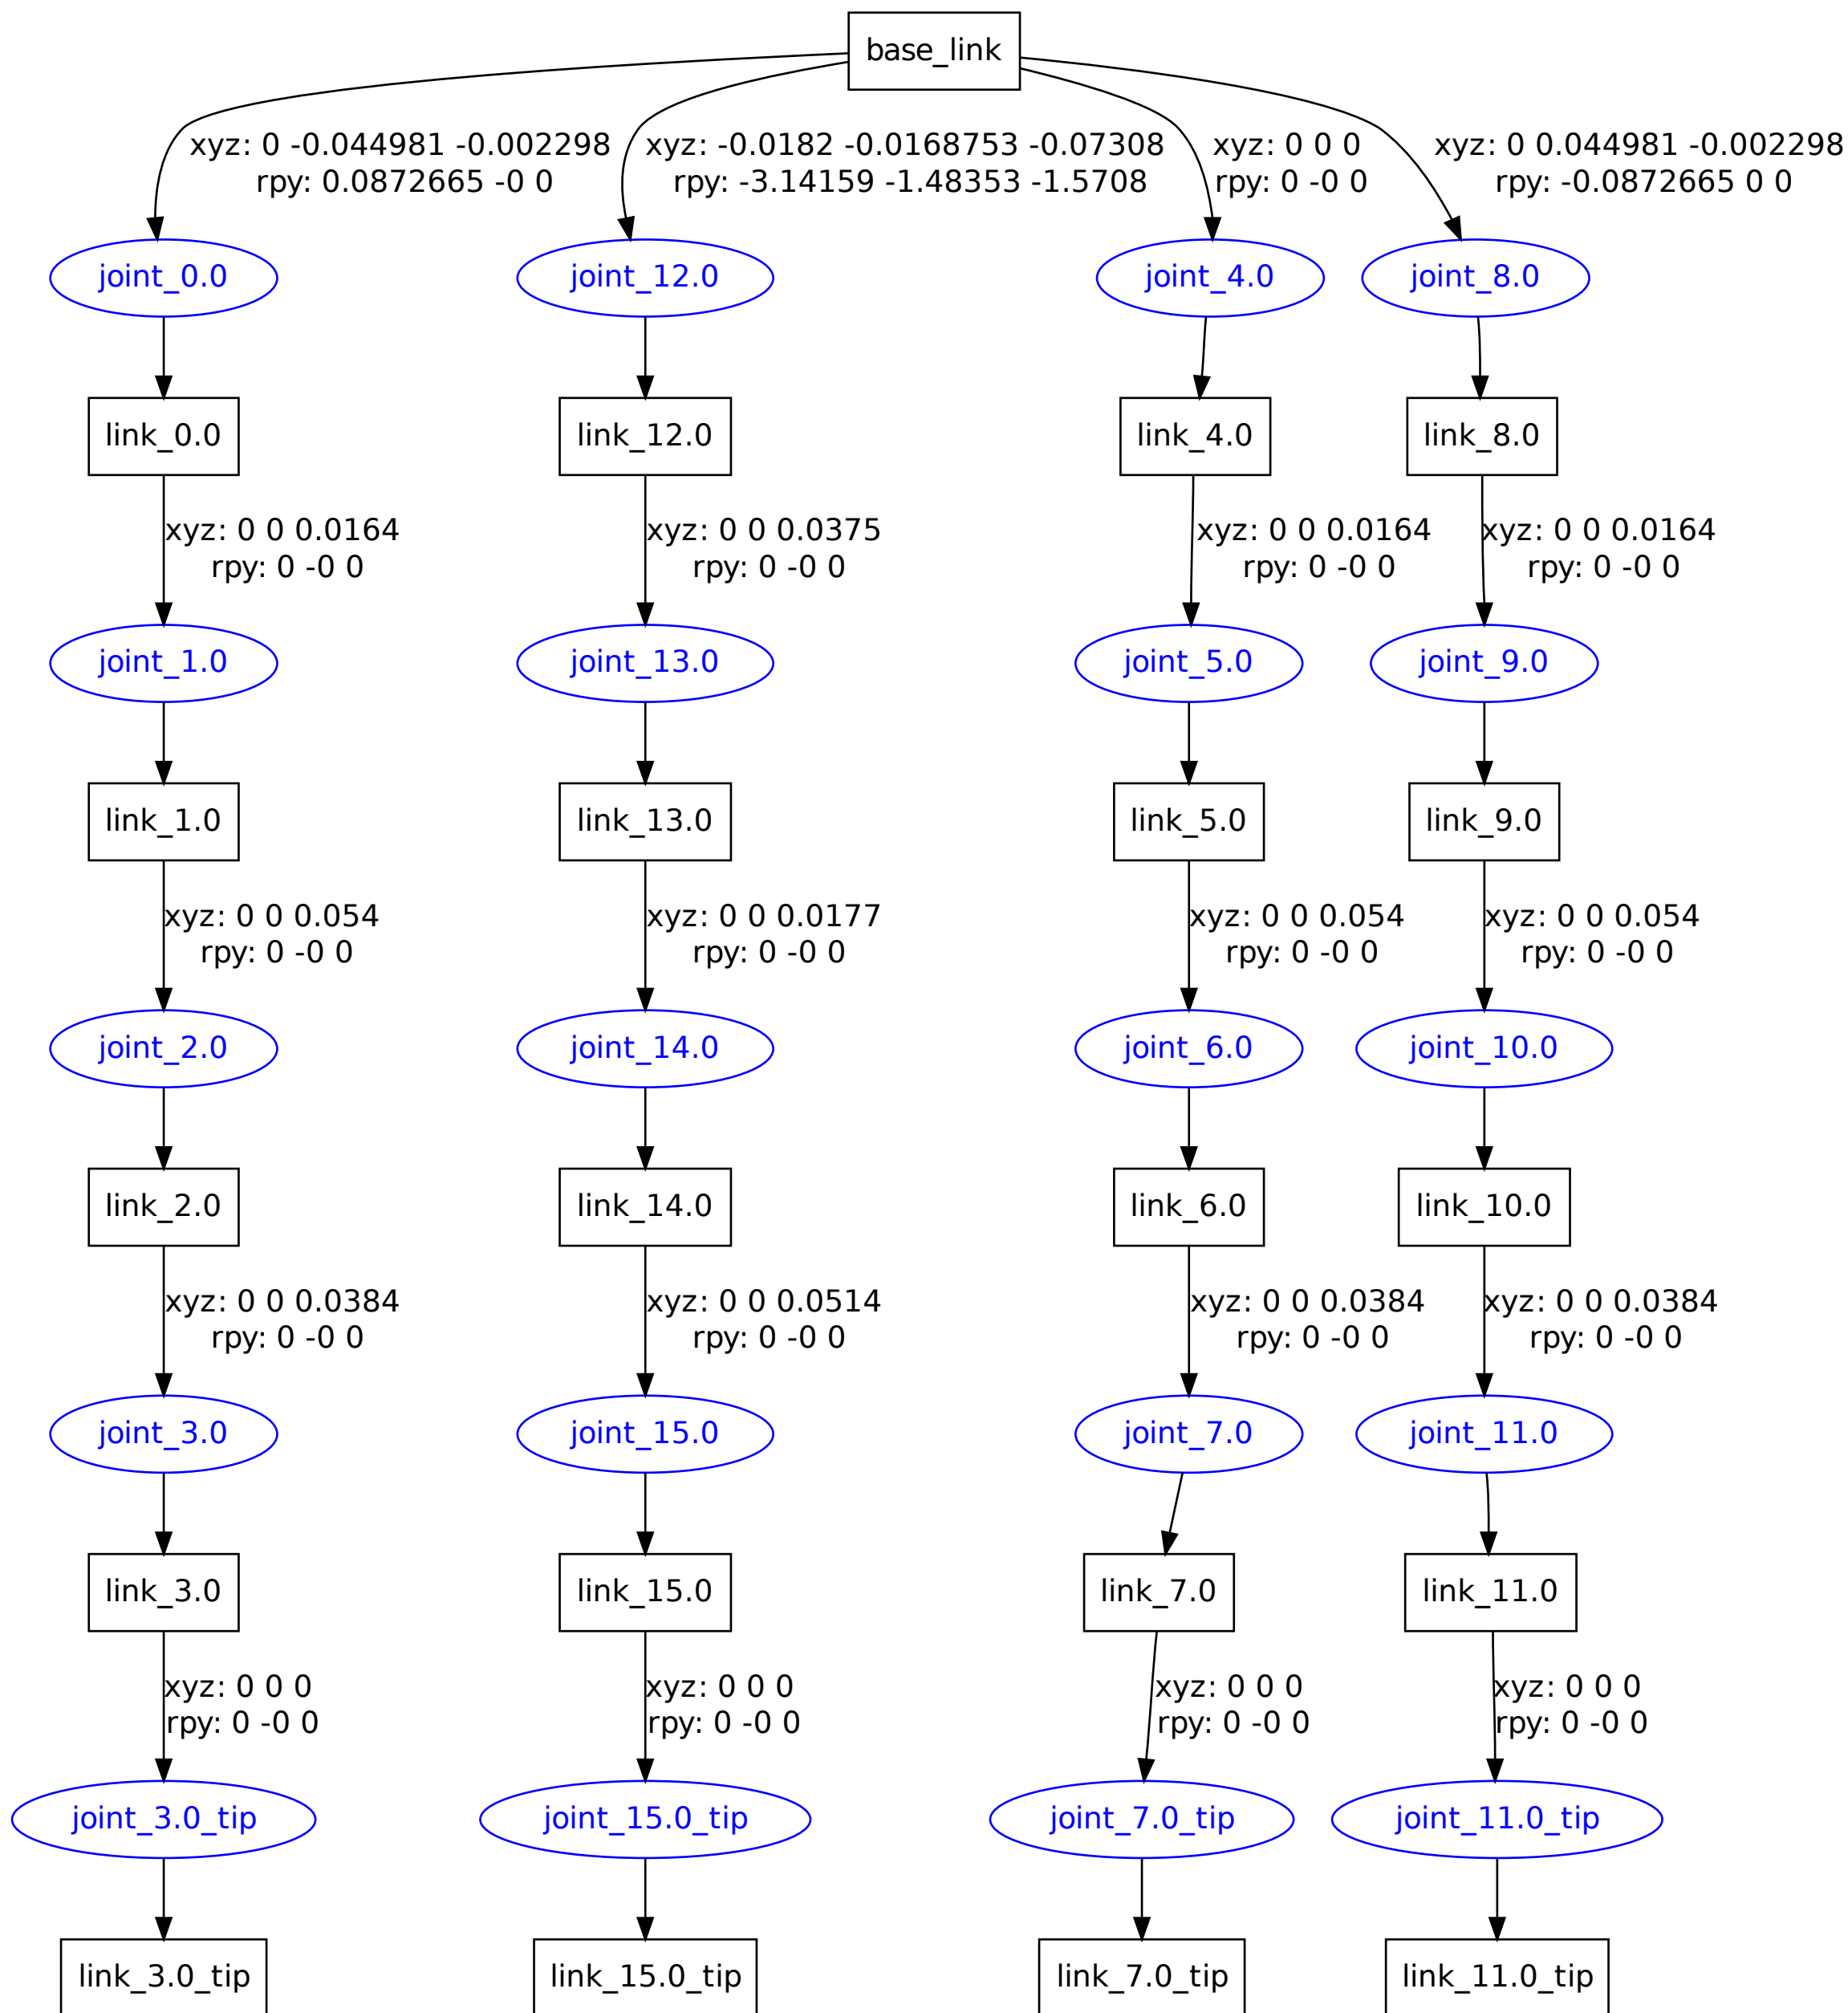 base_link
xyz: 0 -0.044981 -0.002298
rpy: 0.0872665 -0 0
xyz: -0.0182 -0.0168753 -0.07308
rpy: -3.14159 -1.48353 -1.5708
xyz: 0 0 0
rpy: 0 -0 0
xyz: 0 0.044981 -0.002298
rpy: -0.0872665 0 0
joint_0.0
joint_12.0
joint_4.0
joint_8.0
link_0.0
link_12.0
link_4.0
link_8.0
xyz: 0 0 0.0164
rpy: 0 -0 0
xyz: 0 0 0.0375
rpy: 0 -0 0
xyz: 0 0 0.0164
rpy: 0 -0 0
xyz: 0 0 0.0164
rpy: 0 -0 0
joint_1.0
joint_13.0
joint_5.0
joint_9.0
link_1.0
link_13.0
link_5.0
link_9.0
xyz: 0 0 0.054
rpy: 0 -0 0
xyz: 0 0 0.0177
rpy: 0 -0 0
xyz: 0 0 0.054
rpy: 0 -0 0
xyz: 0 0 0.054
rpy: 0 -0 0
joint_2.0
joint_14.0
joint_6.0
joint_10.0
link_2.0
link_14.0
link_6.0
link_10.0
xyz: 0 0 0.0384
rpy: 0 -0 0
xyz: 0 0 0.0514
rpy: 0 -0 0
xyz: 0 0 0.0384
rpy: 0 -0 0
xyz: 0 0 0.0384
rpy: 0 -0 0
joint_3.0
joint_15.0
joint_7.0
joint_11.0
link_3.0
link_15.0
link_7.0
link_11.0
xyz: 0 0 0
rpy: 0 -0 0
xyz: 0 0 0
rpy: 0 -0 0
xyz: 0 0 0
rpy: 0 -0 0
xyz: 0 0 0
rpy: 0 -0 0
joint_3.0_tip
joint_15.0_tip
joint_7.0_tip
joint_11.0_tip
link_3.0_tip
link_15.0_tip
link_7.0_tip
link_11.0_tip